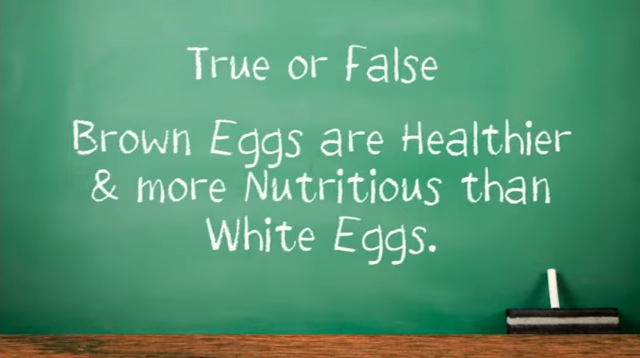 True or False
Brown Eggs are Healthier
& more Nutritious than
White Eggs.